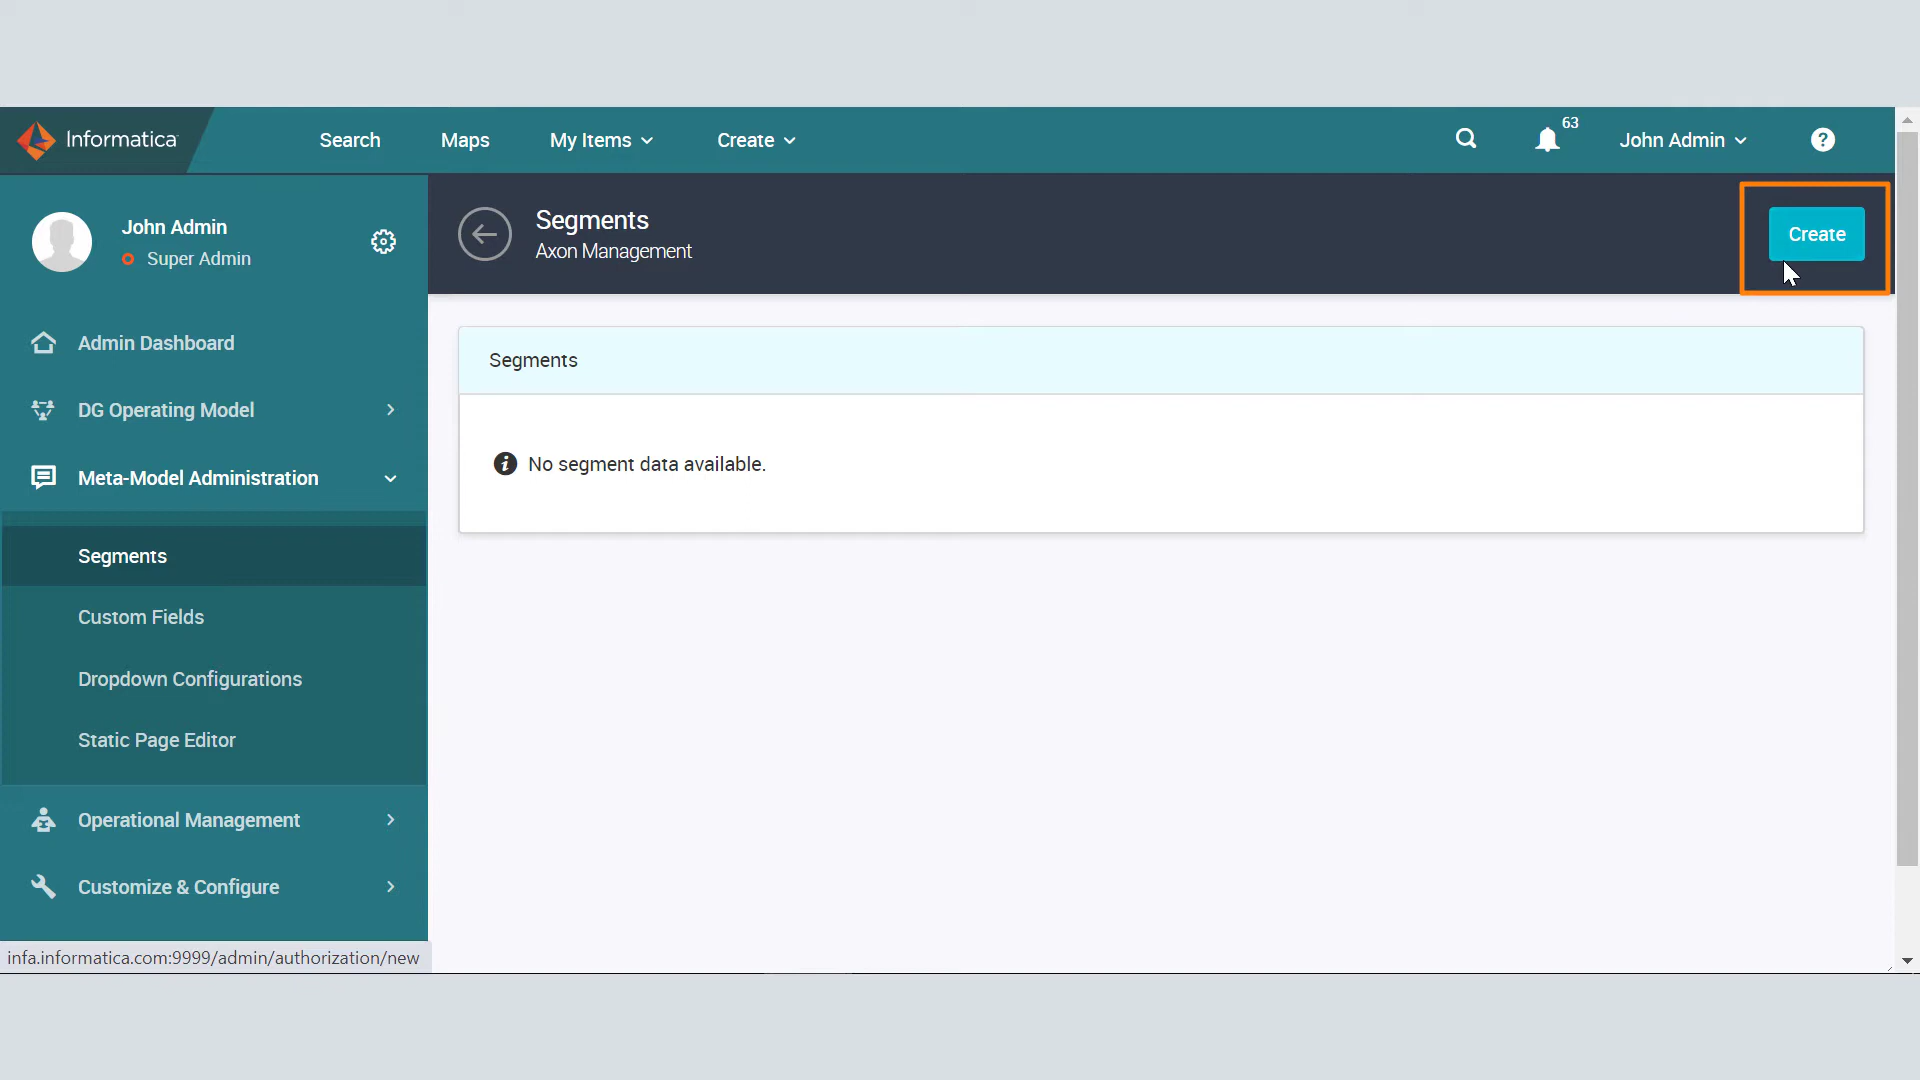 Informatica
Search
Maps
My Items
Create
63
John Admin
?
John Admin
Super Admin
Admin Dashboard
DG Operating Model
Meta-Model Administration
Segments
Custom Fields
Dropdown Configurations
Static Page Editor
Operational Management
Customize & Configure
infa.informatica.com:9999/admin/authorization/new
Segments
Axon Management
Create
Segments
No segment data available.